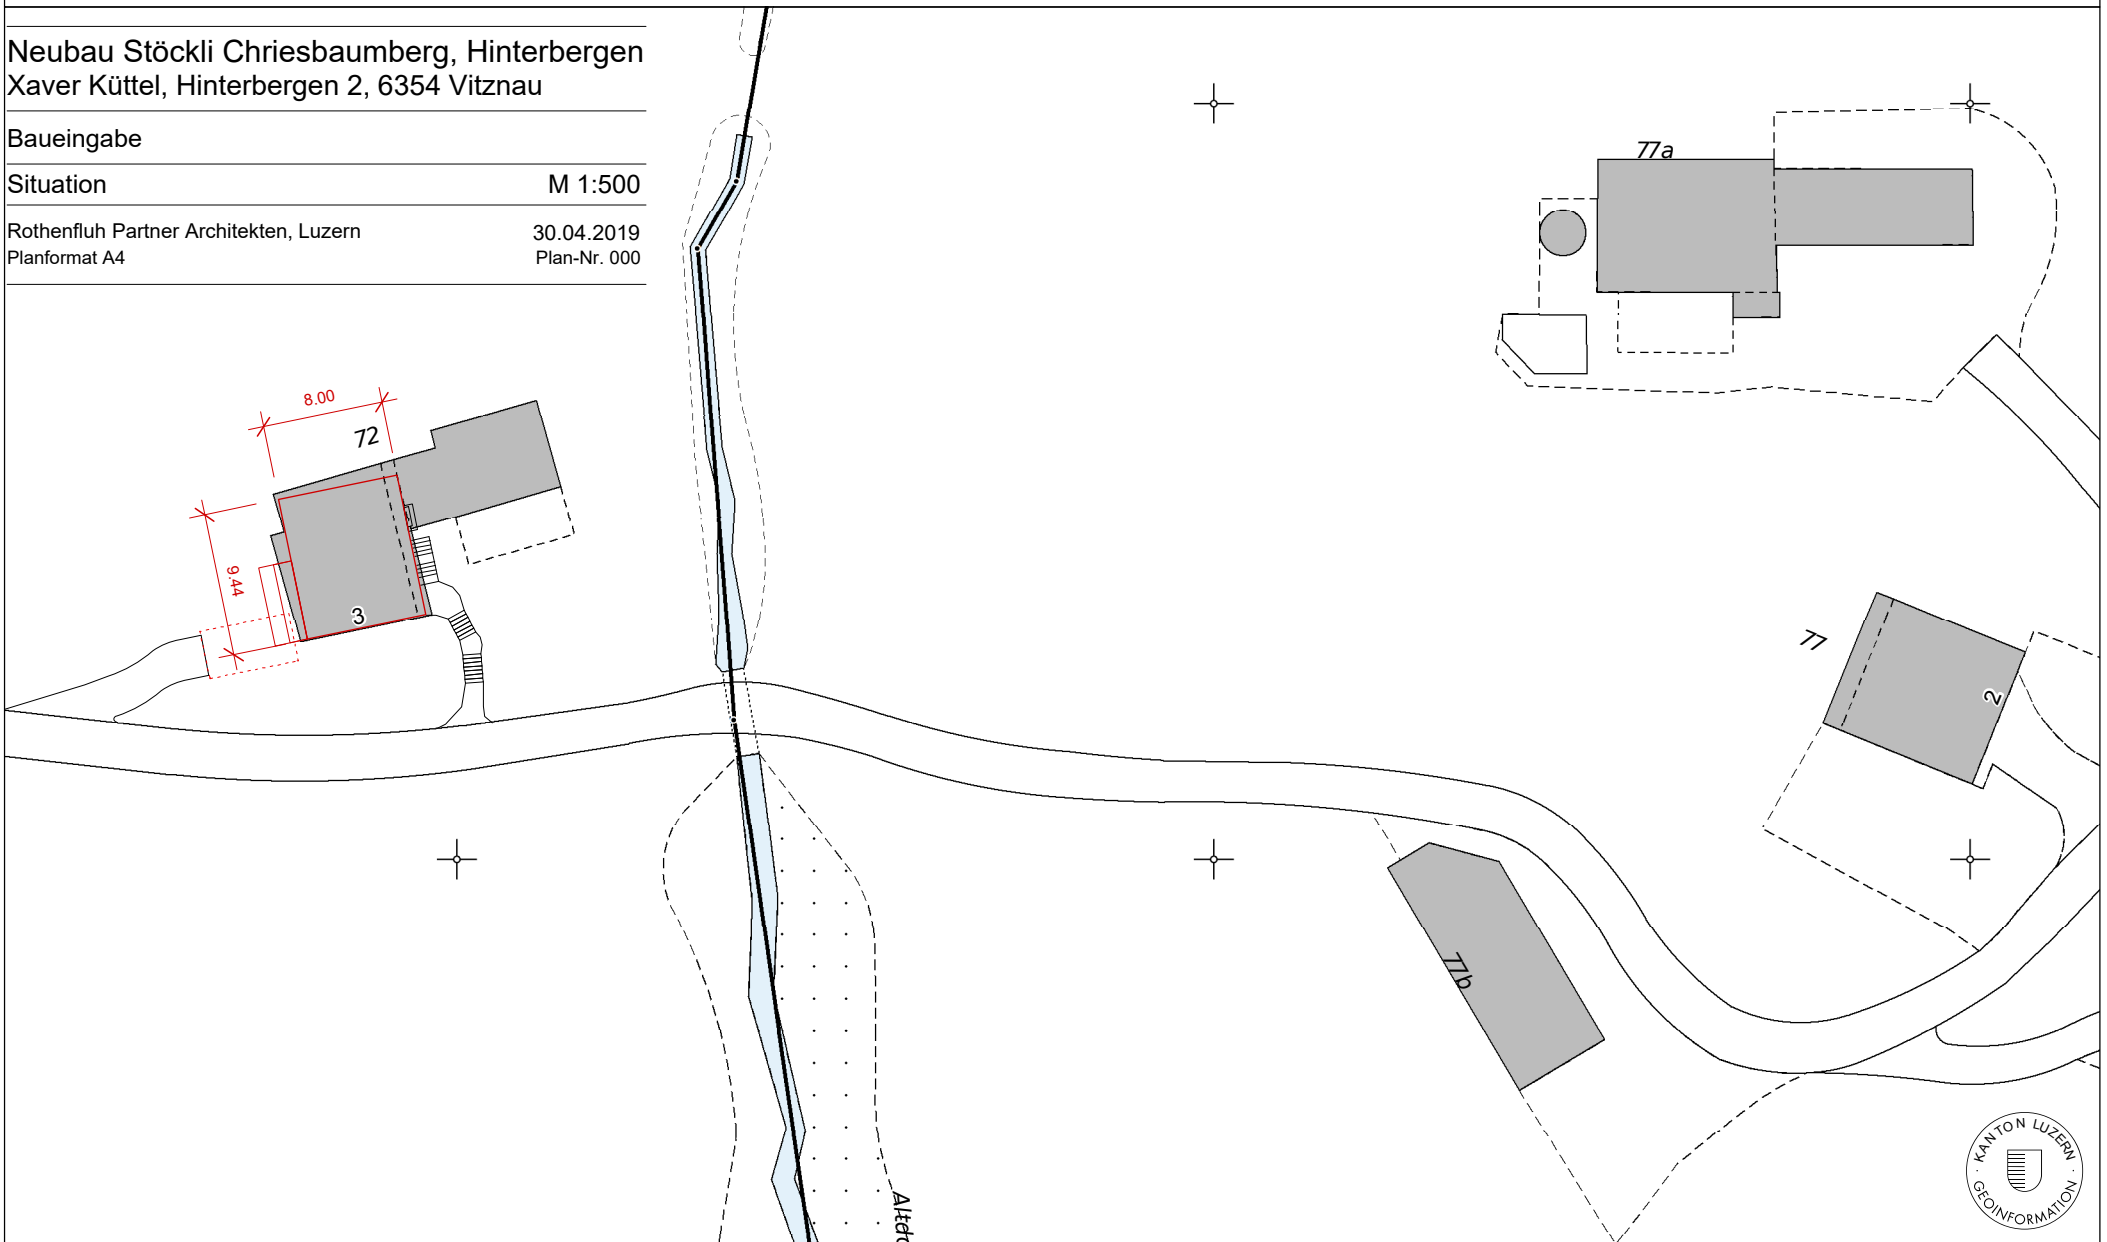 Neubau Stöckli Chriesbaumberg, Hinterbergen
Xaver Küttel, Hinterbergen 2, 6354 Vitznau
Baueingabe
Situation M 1:500
Rothenfluh Partner Architekten, Luzern 30.04.2019
Planformat A4 Plan-Nr. 000
77a
8.00
72
9.44
3
77
2
77b
KANTON LUZERN
GEOINFORMATION